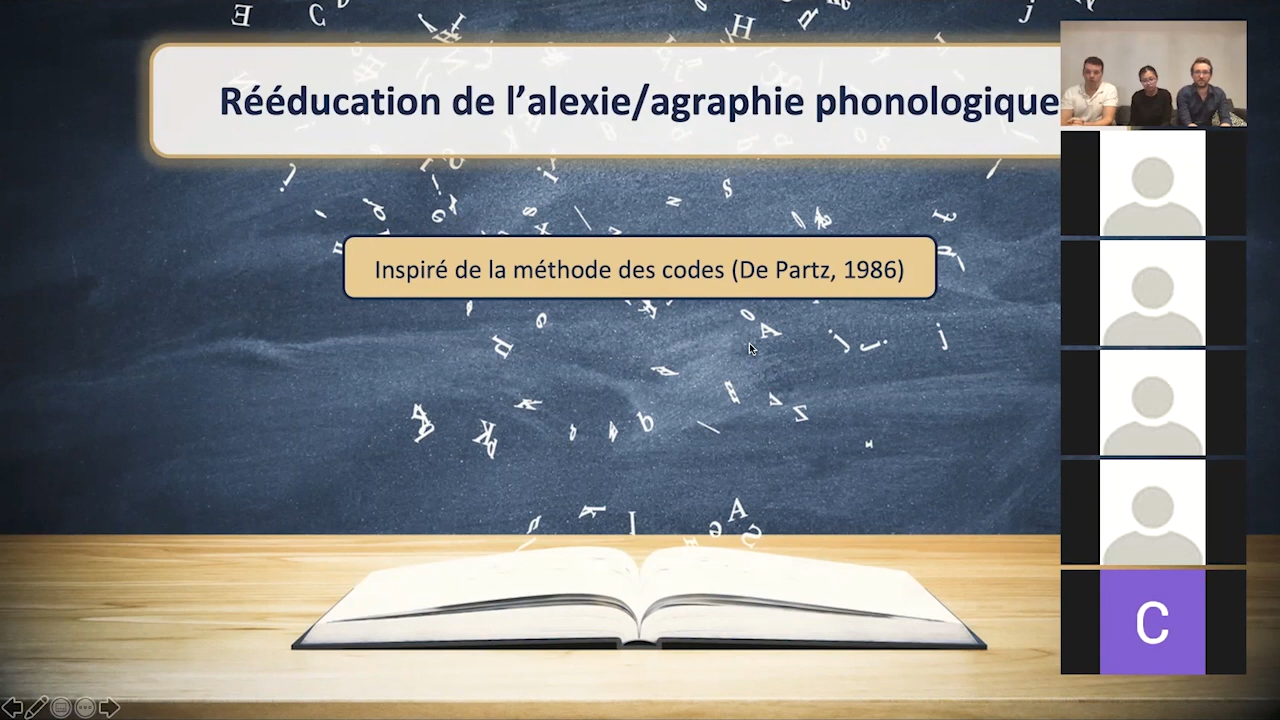 Rééducation de l’alexie/agraphie phonologique
Inspiré de la méthode des codes (De Partz, 1986)
C